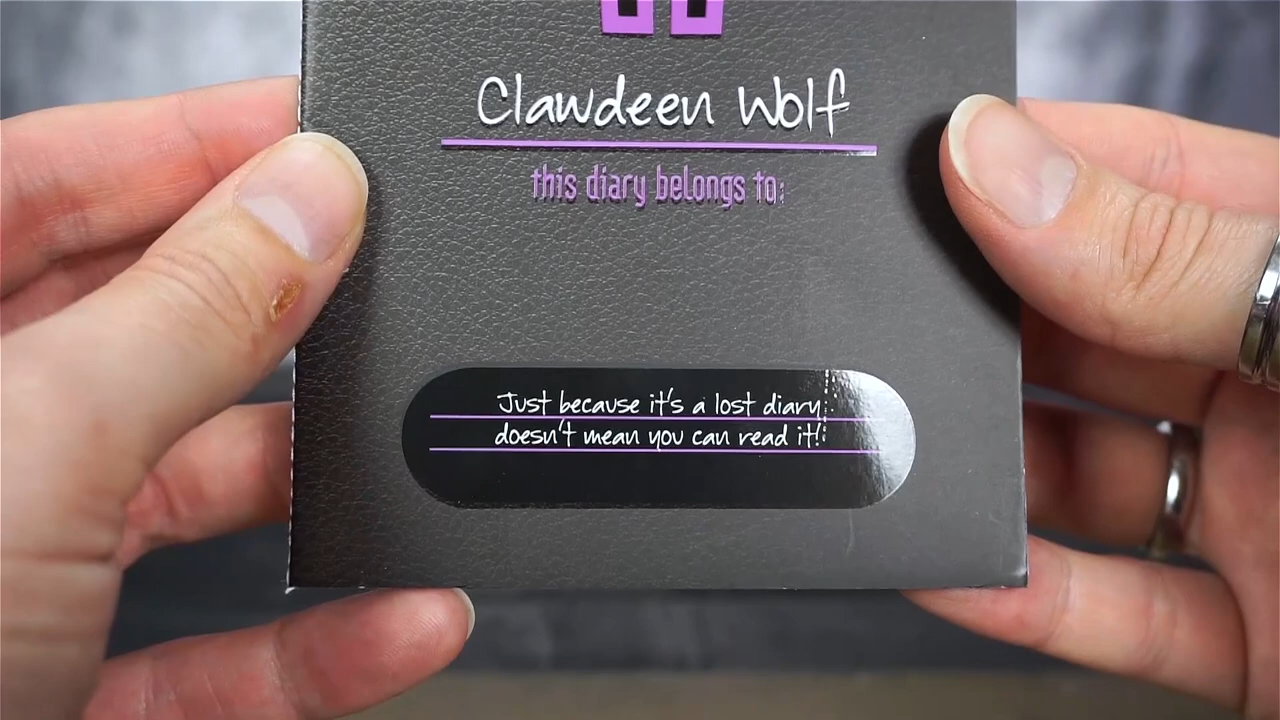 Clawdeen Wolf
this diary belongs to:
Just because it's a lost diary
doesn't mean you can read it!